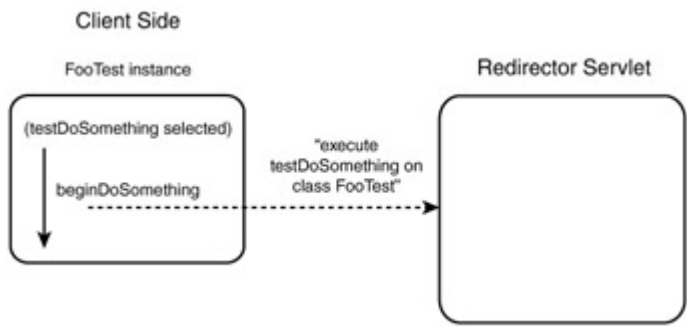 Client Side
FooTest instance
(testDoSomething selected)
beginDoSomething
"execute
testDoSomething on
class FooTest"
Redirector Servlet